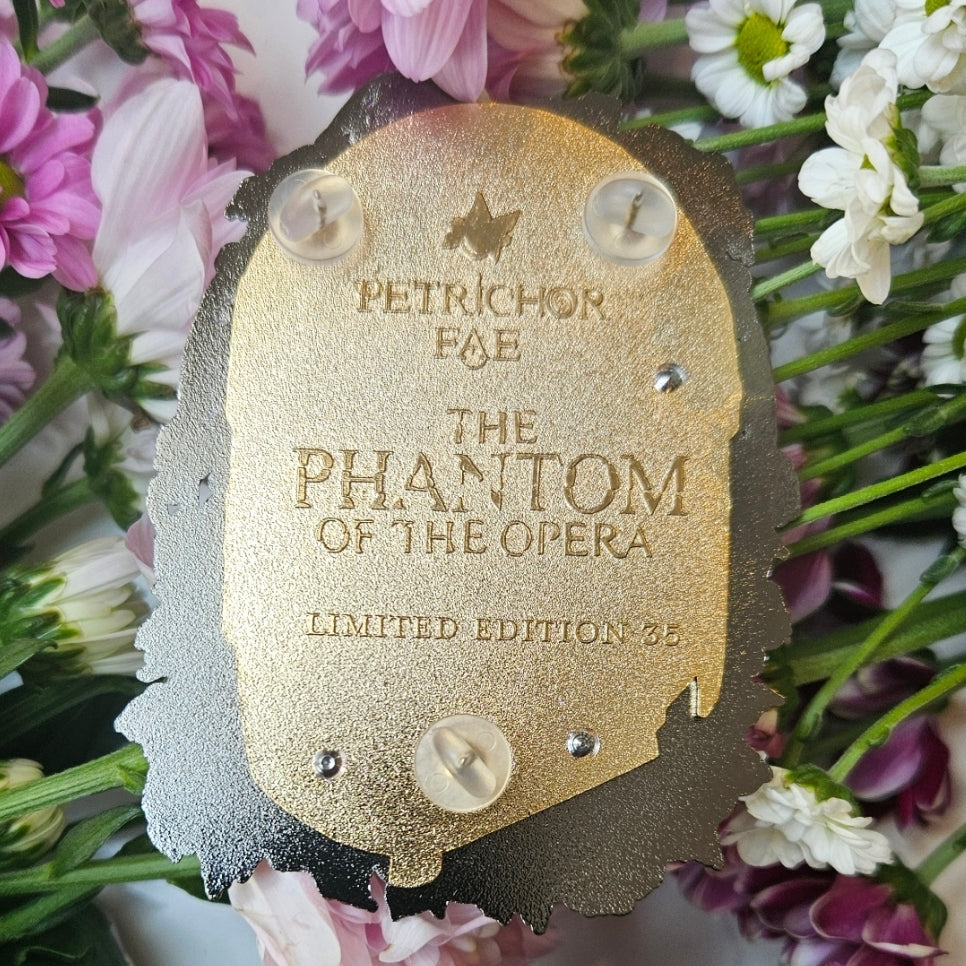 PETRICHOR
FAE
THE
PHANTOM
OF THE OPERA
LIMITED EDITION 35